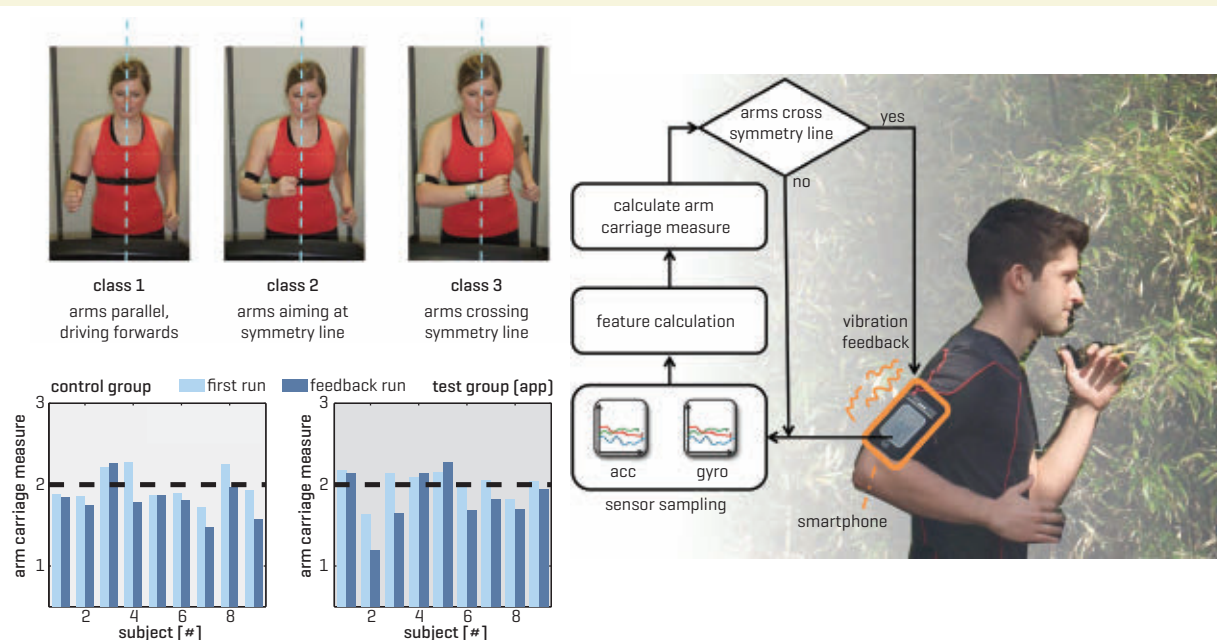 class 1
arms parallel,
driving forwards
class 2
arms aiming at
symmetry line
class 3
arms crossing
symmetry line
control group
first run
feedback run
test group (app)
arm carriage measure
3
2
1
2
4
6
8
subject [#]
arm carriage measure
3
2
1
2
4
6
8
subject [#]
arms cross
symmetry line
yes
no
calculate arm
carriage measure
feature calculation
acc
gyro
sensor sampling
vibration
feedback
smartphone